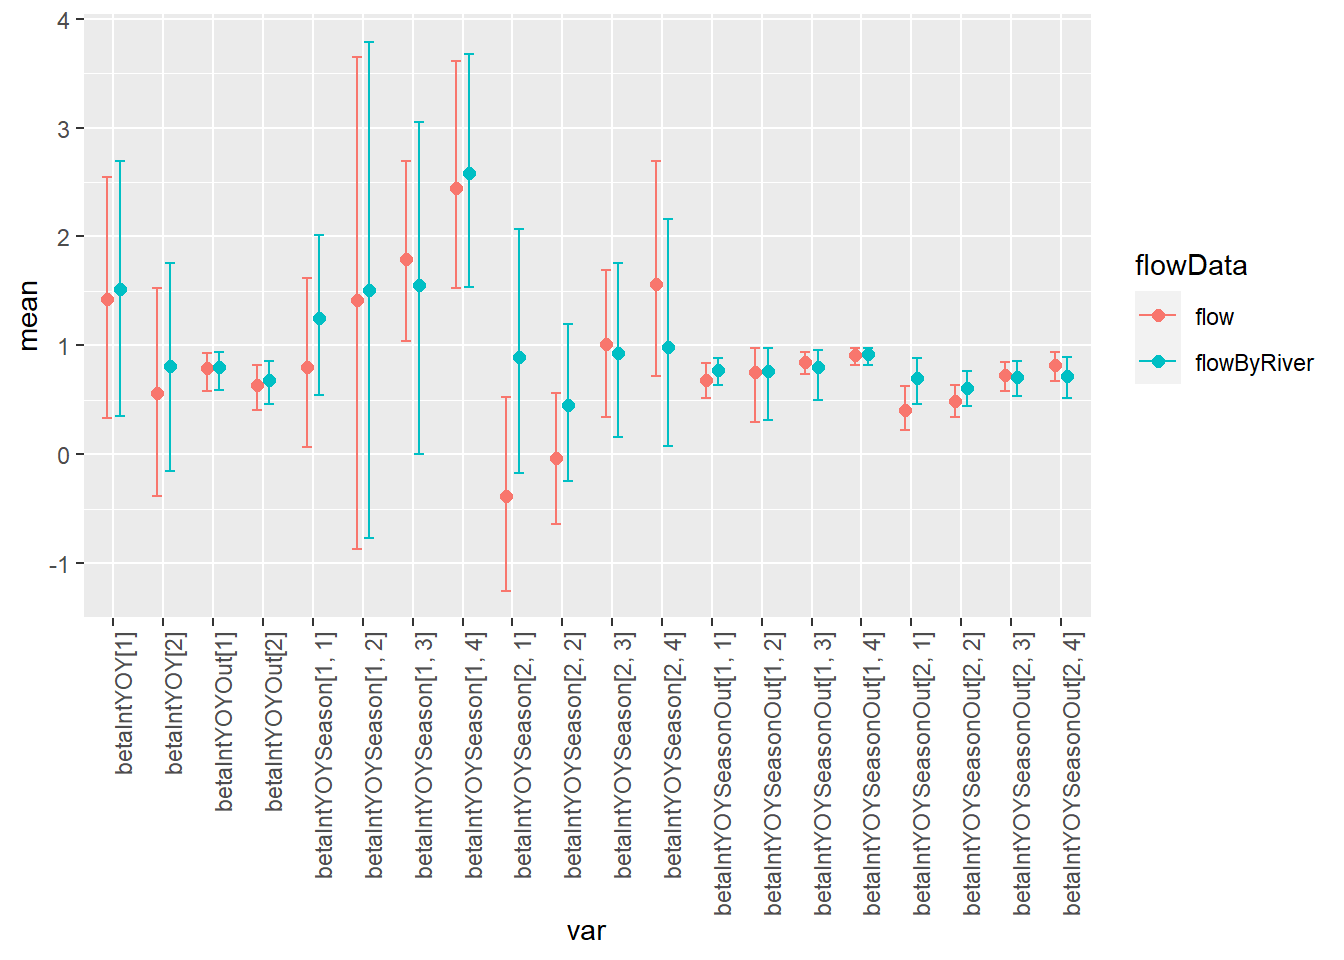 4
3
2
1
0
-1
mean
betaIntYOY[1]
betaIntYOY[2]
betaIntYOYOut[1]
betaIntYOYOut[2]
betaIntYOYSeason[1, 1]
betaIntYOYSeason[1, 2]
betaIntYOYSeason[1, 3]
betaIntYOYSeason[1, 4]
betaIntYOYSeason[2, 1]
betaIntYOYSeason[2, 2]
betaIntYOYSeason[2, 3]
betaIntYOYSeason[2, 4]
betaIntYOYSeasonOut[1, 1]
betaIntYOYSeasonOut[1, 2]
betaIntYOYSeasonOut[1, 3]
betaIntYOYSeasonOut[1, 4]
betaIntYOYSeasonOut[2, 1]
betaIntYOYSeasonOut[2, 2]
betaIntYOYSeasonOut[2, 3]
betaIntYOYSeasonOut[2, 4]
var
flowData
flow
flowByRIver